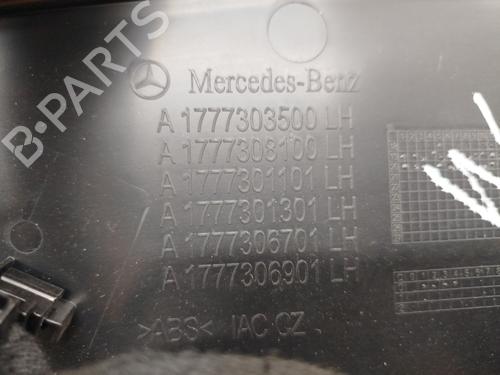 Mercedes-Benz
A 1777303500 LH
A 1777308100 LH
A 1777301101 LH
A 1777301301 LH
A 1777306701 LH
A 1777306901 LH
>ABS< IAC CZ
B-PARTS